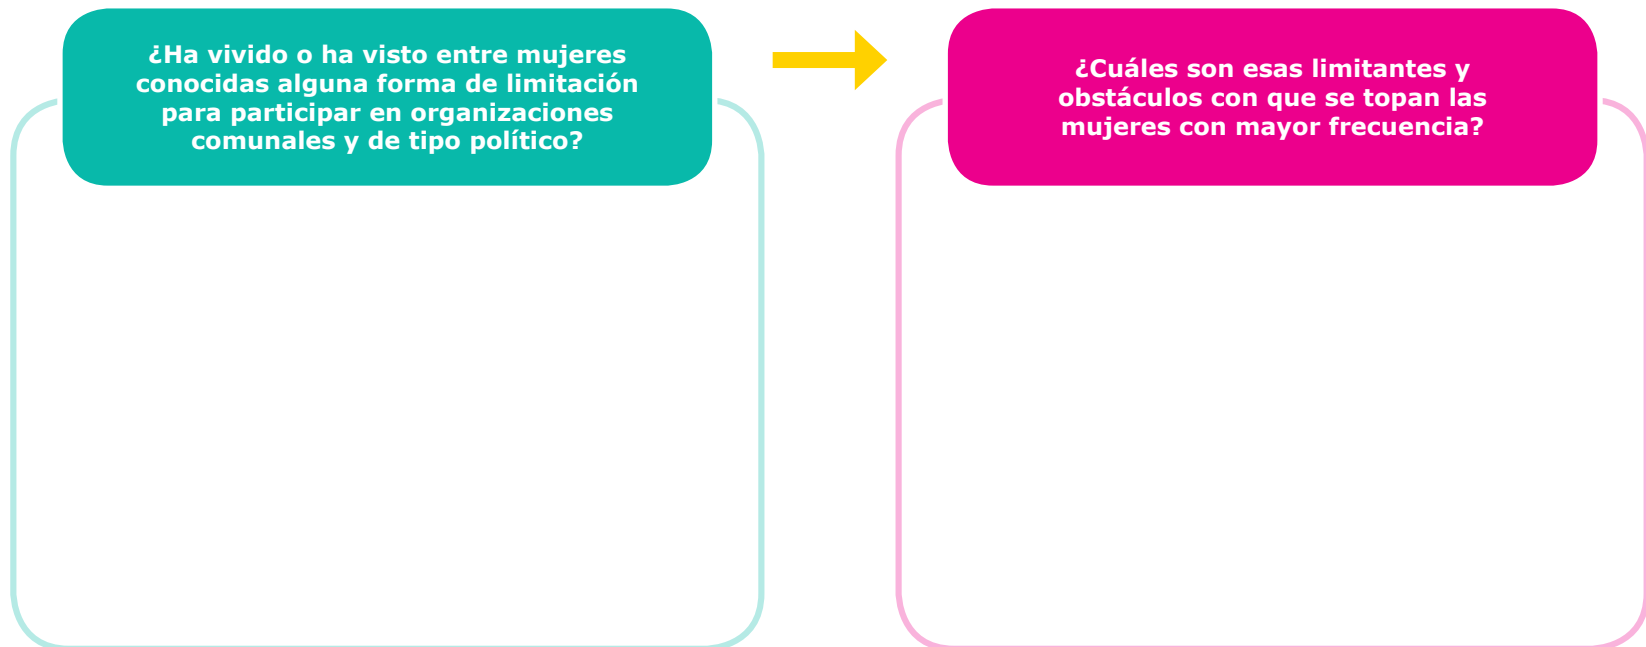 ¿Ha vivido o ha visto entre mujeres
conocidas alguna forma de limitación
para participar en organizaciones
comunales y de tipo político?
¿Cuáles son esas limitantes y
obstáculos con que se topan las
mujeres con mayor frecuencia?